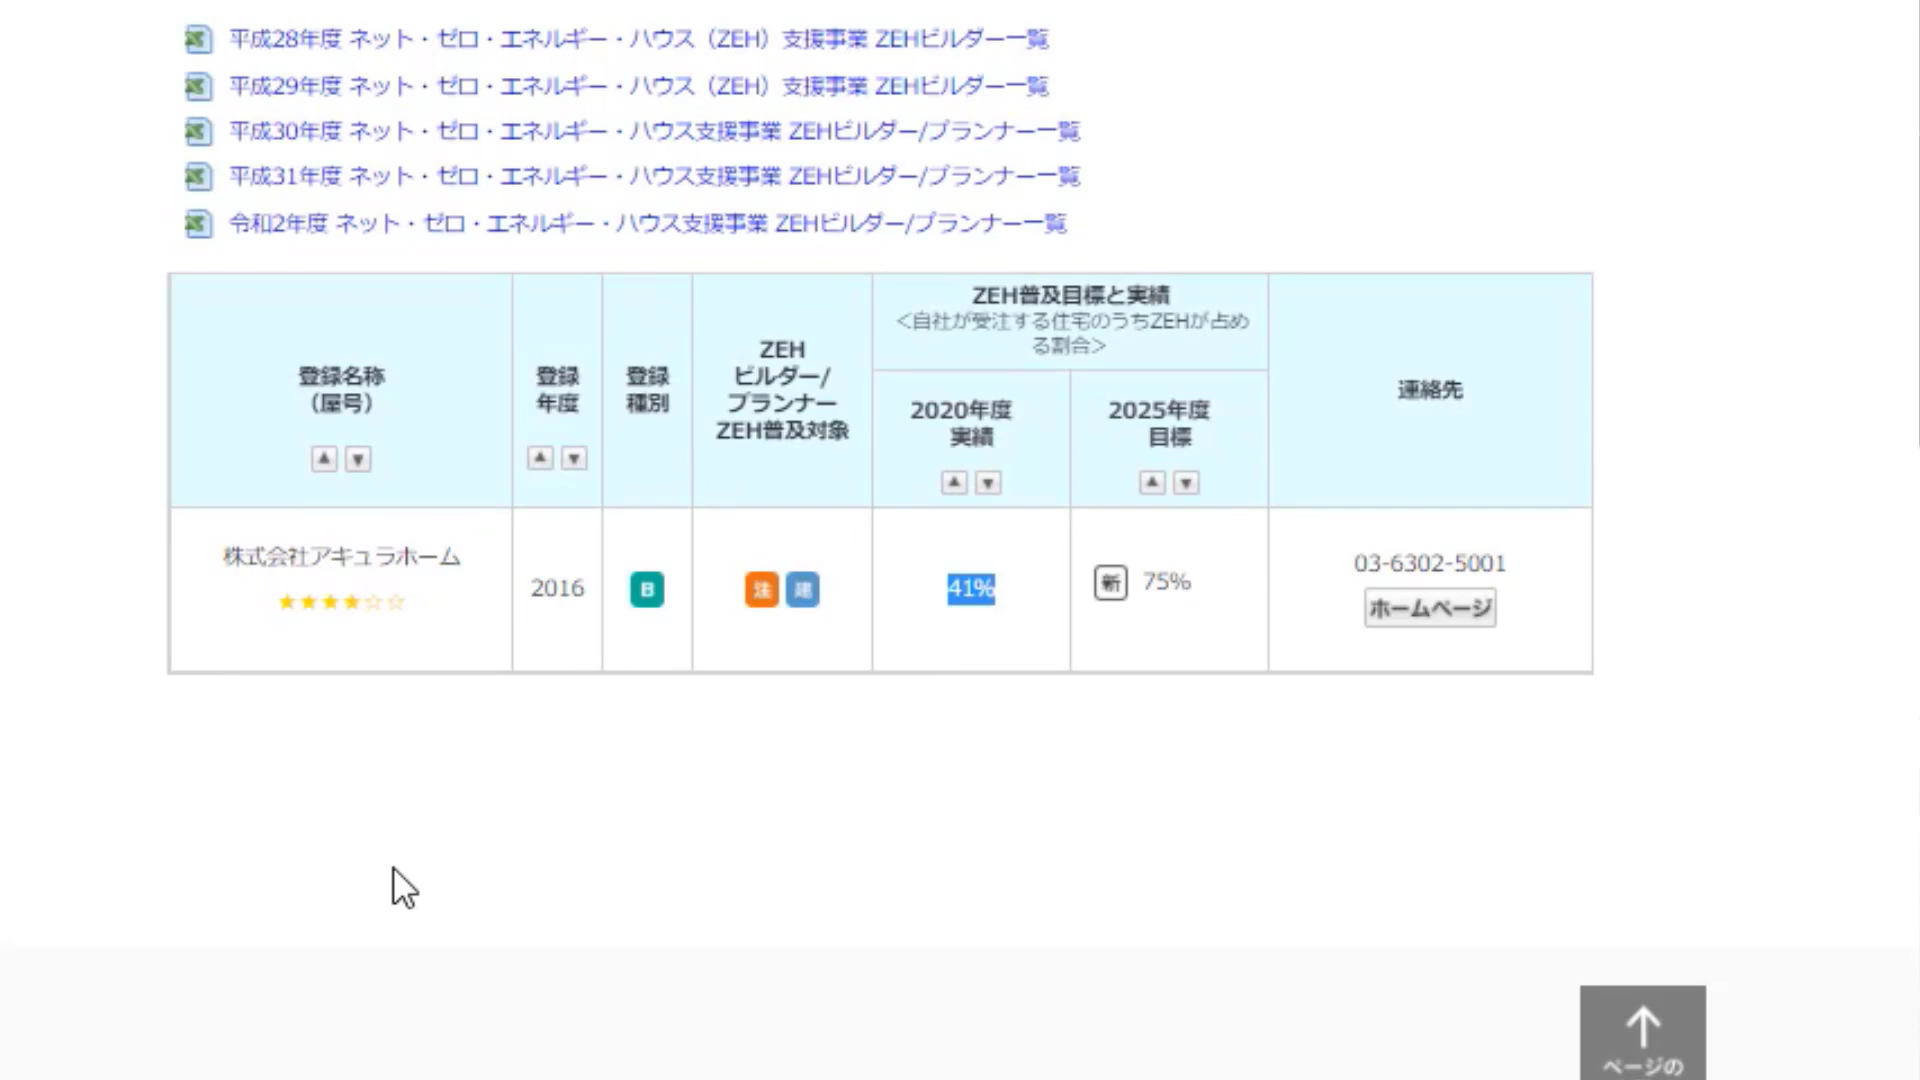 平成28年度 ネット・ゼロ・エネルギー・ハウス（ZEH）支援事業 ZEHビルダー一覧
平成29年度 ネット・ゼロ・エネルギー・ハウス（ZEH）支援事業 ZEHビルダー一覧
平成30年度 ネット・ゼロ・エネルギー・ハウス支援事業 ZEHビルダー/プランナー一覧
平成31年度 ネット・ゼロ・エネルギー・ハウス支援事業 ZEHビルダー/プランナー一覧
令和2年度 ネット・ゼロ・エネルギー・ハウス支援事業 ZEHビルダー/プランナー一覧
登録名称
（屋号）
▲ ▼
登録
年度
▲ ▼
登録
種別
ZEH
ビルダー/
プランナー
ZEH普及対象
ZEH普及目標と実績
＜自社が受注する住宅のうちZEHが占め
る割合＞
2020年度
実績
▲ ▼
2025年度
目標
▲ ▼
連絡先
株式会社アキュラホーム
★★★★☆☆
2016
B
注 建
41%
新 75%
03-6302-5001
ホームページ
ページの